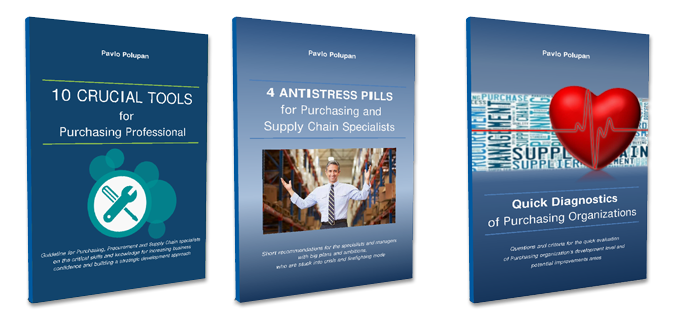 Pavlo Polupan
10 CRUCIAL TOOLS
for
Purchasing Professional
Guideline for Purchasing, Procurement and Supply Chain specialists
on the critical skills and knowledge for increasing business
confidence and building a strategic development approach
Pavlo Polupan
4 ANTISTRESS PILLS
for Purchasing and
Supply Chain Specialists
Short recommendations for the specialists and managers
with big plans and ambitions,
who are stuck into crisis and firefighting mode
Pavlo Polupan
PURCHASE
MANAGEMENT
SUPPL
CHAIN
Quick Diagnostics
of Purchasing Organizations
Questions and criteria for the quick evaluation
of Purchasing organization's development level and
potential improvements areas